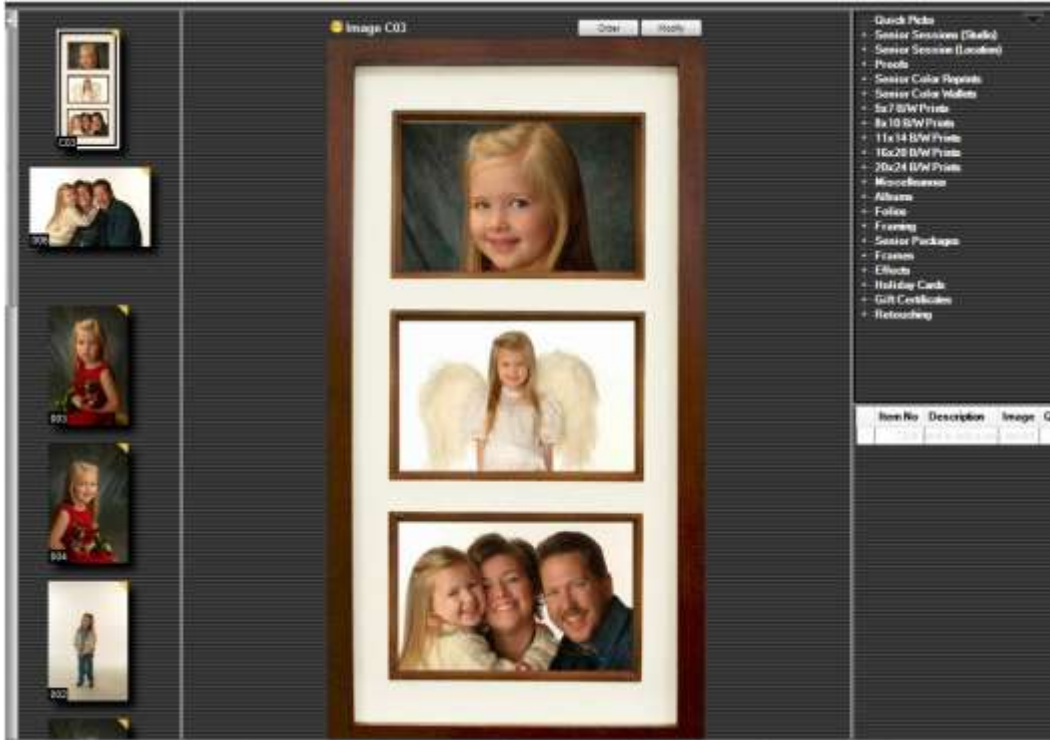 Image C03
Order Modify
C03
006
003
004
002
Quick Picks
+ Senior Sessions (Studio)
+ Senior Session (Location)
+ Proofs
+ Senior Color Reprints
+ Senior Color Wallets
+ 5x7 B/W Prints
+ 8x10 B/W Prints
+ 11x14 B/W Prints
+ 16x20 B/W Prints
+ 20x24 B/W Prints
+ Miscellaneous
+ Albums
+ Folios
+ Framing
+ Senior Packages
+ Frames
+ Effects
+ Holiday Cards
+ Gift Certificates
+ Retouching
Item No Description Image Q